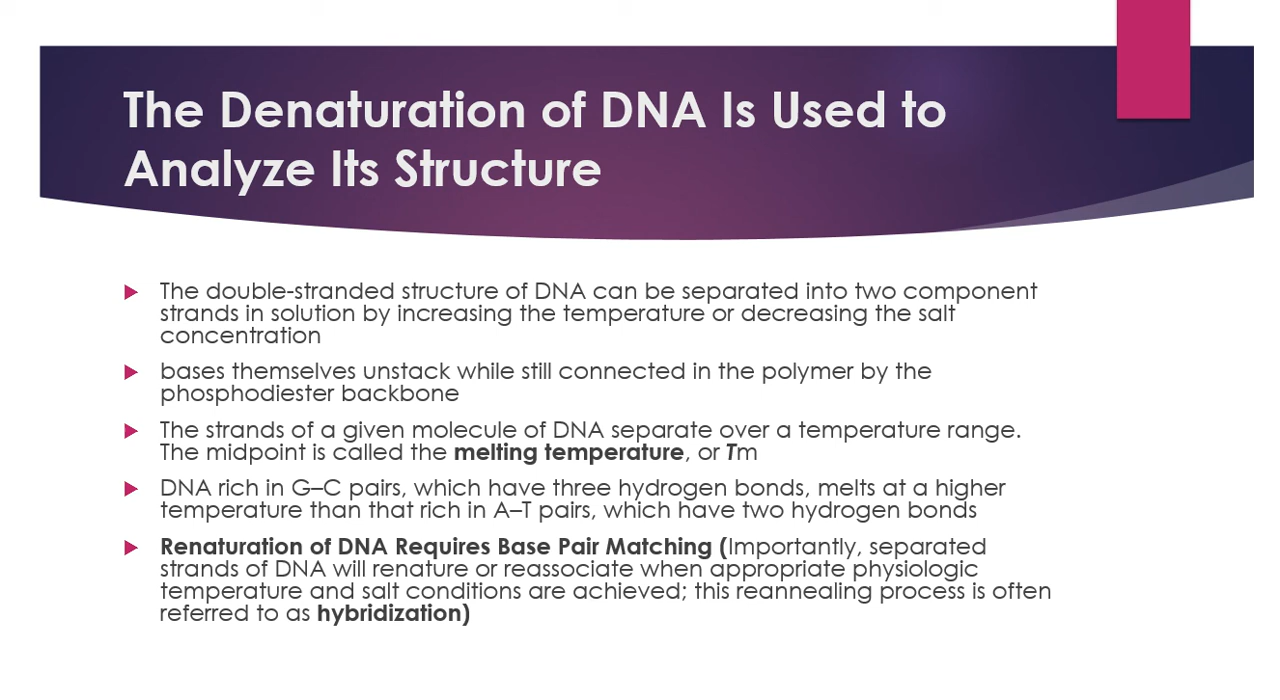 The Denaturation of DNA Is Used to
Analyze Its Structure
The double-stranded structure of DNA can be separated into two component
strands in solution by increasing the temperature or decreasing the salt
concentration
bases themselves unstack while still connected in the polymer by the
phosphodiester backbone
The strands of a given molecule of DNA separate over a temperature range.
The midpoint is called the melting temperature, or Tm
DNA rich in G–C pairs, which have three hydrogen bonds, melts at a higher
temperature than that rich in A–T pairs, which have two hydrogen bonds
Renaturation of DNA Requires Base Pair Matching (Importantly, separated
strands of DNA will renature or reassociate when appropriate physiologic
temperature and salt conditions are achieved; this reannealing process is often
referred to as hybridization)